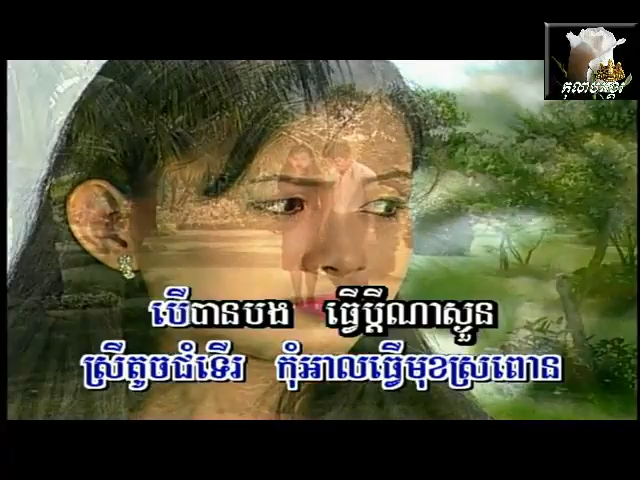 បើបានបង ធ្វើប្ដីណាស្ងួន
ស្រីតូចជំទើរ កុំអាលធ្វើមុខស្រពោន